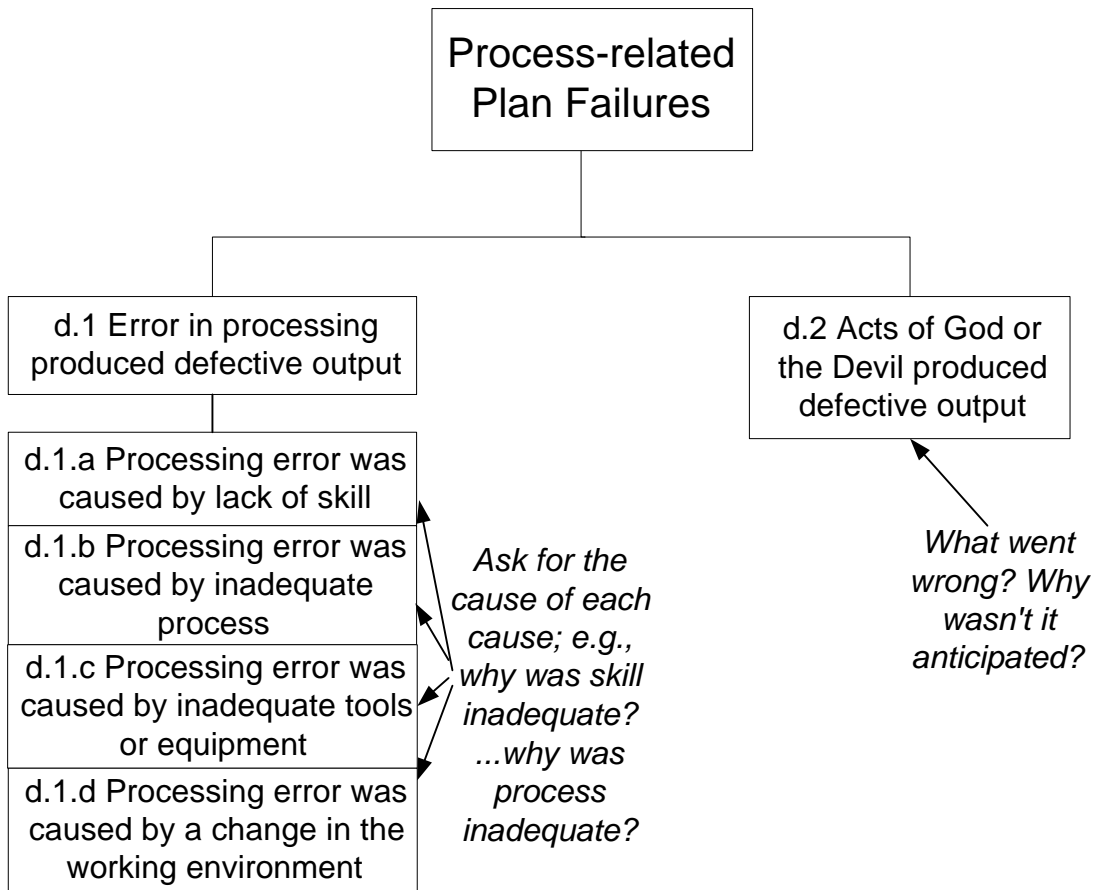 Process-related
Plan Failures
d.1 Error in processing
produced defective output
d.2 Acts of God or
the Devil produced
defective output
d.1.a Processing error was
caused by lack of skill
d.1.b Processing error was
caused by inadequate
process
d.1.c Processing error was
caused by inadequate tools
or equipment
d.1.d Processing error was
caused by a change in the
working environment
Ask for the
cause of each
cause; e.g.,
why was skill
inadequate?
...why was
process
inadequate?
What went
wrong? Why
wasn't it
anticipated?